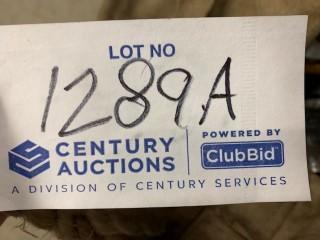 LOT NO
1289A
CENTURY
AUCTIONS
POWERED BY
ClubBid
A DIVISION OF CENTURY SERVICES